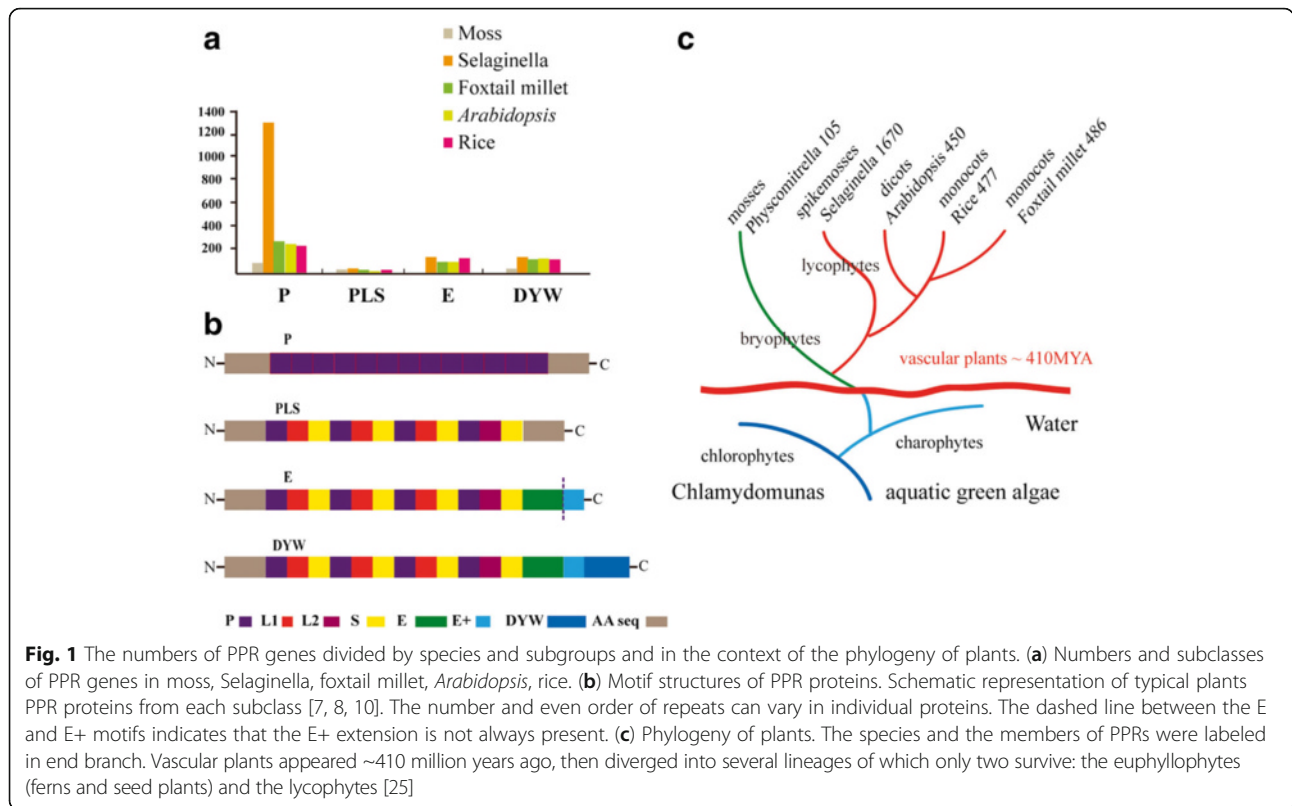 a
Moss
Selaginella
Foxtail millet
Arabidopsis
Rice
1400
1200
1000
800
600
400
200
P PLS E DYW
b
P
N C
PLS
N C
E
N C
DYW
N C
P L1 L2 S E E+ DYW AA seq
c
mosses
Physcomitrella 105
spikemosses
Selaginella 1670
dicots
Arabidopsis 450
monocots
Rice 477
monocots
Foxtail millet 486
lycophytes
bryophytes
vascular plants ~ 410MYA
Water
chlorophytes
charophytes
Chlamydomunas
aquatic green algae
Fig. 1 The numbers of PPR genes divided by species and subgroups and in the context of the phylogeny of plants. (a) Numbers and subclasses
of PPR genes in moss, Selaginella, foxtail millet, Arabidopsis, rice. (b) Motif structures of PPR proteins. Schematic representation of typical plants
PPR proteins from each subclass [7, 8, 10]. The number and even order of repeats can vary in individual proteins. The dashed line between the E
and E+ motifs indicates that the E+ extension is not always present. (c) Phylogeny of plants. The species and the members of PPRs were labeled
in end branch. Vascular plants appeared ~410 million years ago, then diverged into several lineages of which only two survive: the euphyllophytes
(ferns and seed plants) and the lycophytes [25]